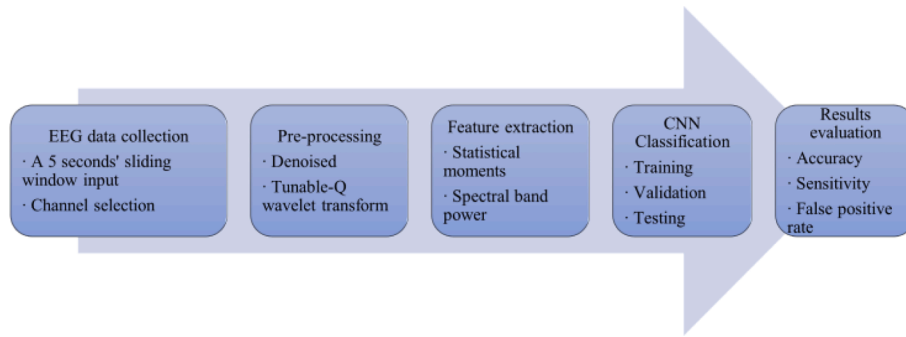 EEG data collection
· A 5 seconds' sliding
window input
· Channel selection
Pre-processing
· Denoised
· Tunable-Q
wavelet transform
Feature extraction
· Statistical
moments
· Spectral band
power
CNN
Classification
· Training
· Validation
· Testing
Results
evaluation
· Accuracy
· Sensitivity
· False positive
rate